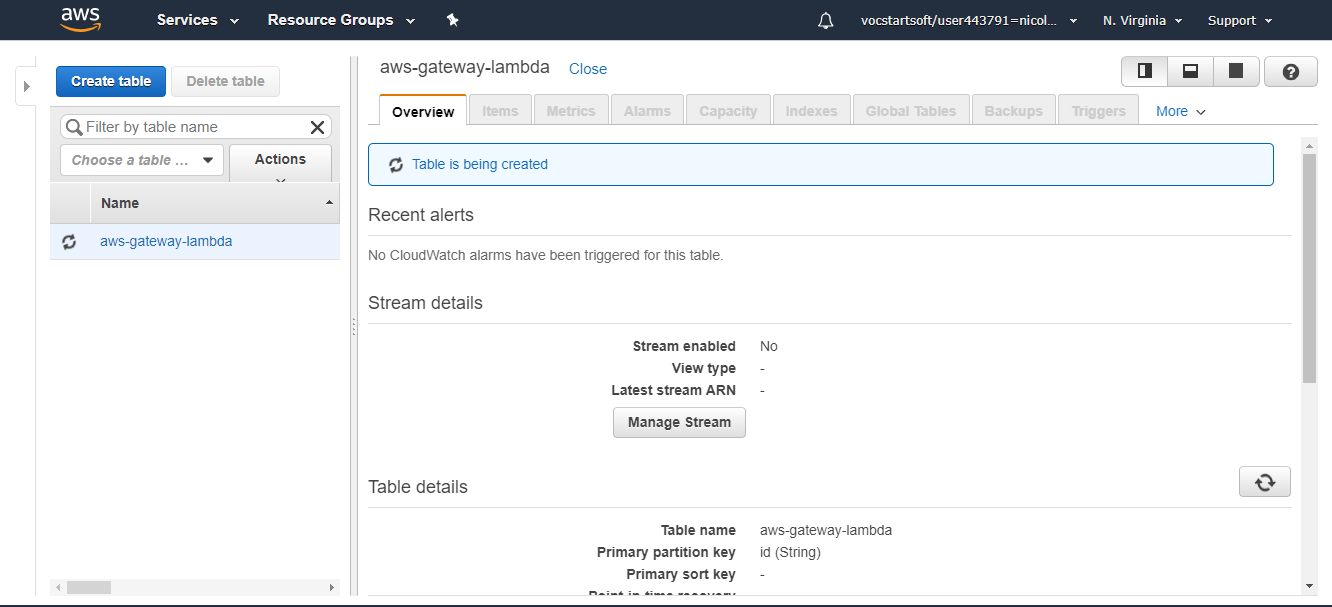 aws
Services
Resource Groups
vocstartsoft/user443791=nicol...
N. Virginia
Support
Create table
Delete table
Filter by table name
Choose a table ...
Actions
Name
aws-gateway-lambda
aws-gateway-lambda
Close
Overview
Items
Metrics
Alarms
Capacity
Indexes
Global Tables
Backups
Triggers
More
Table is being created
Recent alerts
No CloudWatch alarms have been triggered for this table.
Stream details
Stream enabled No
View type -
Latest stream ARN -
Manage Stream
Table details
Table name aws-gateway-lambda
Primary partition key id (String)
Primary sort key -
Point-in-time recovery